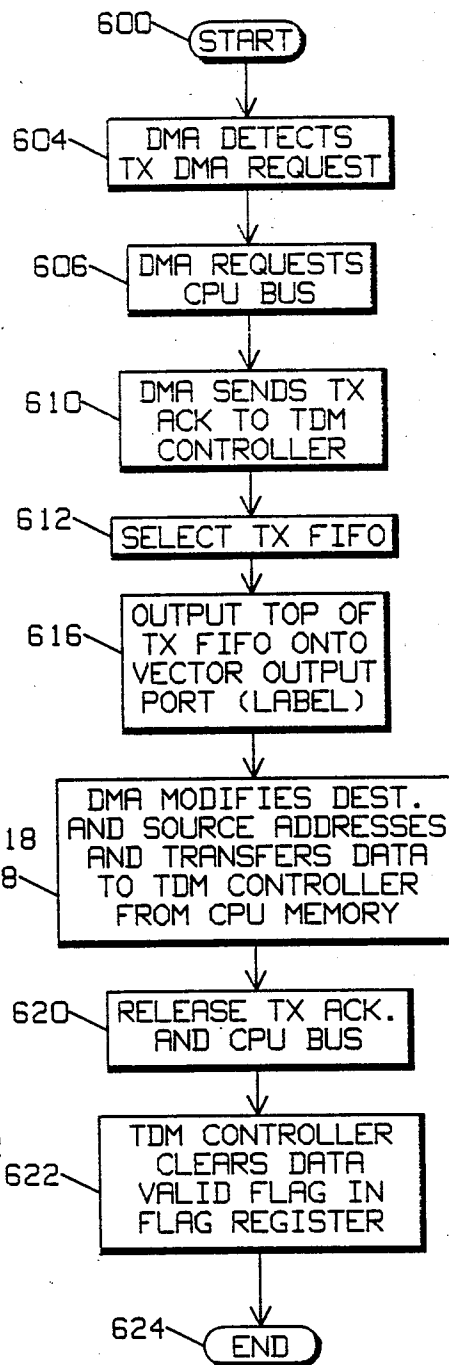 600
START
604
DMA DETECTS
TX DMA REQUEST
606
DMA REQUESTS
CPU BUS
610
DMA SENDS TX
ACK TO TDM
CONTROLLER
612
SELECT TX FIFO
616
OUTPUT TOP OF
TX FIFO ONTO
VECTOR OUTPUT
PORT (LABEL)
18
8
DMA MODIFIES DEST.
AND SOURCE ADDRESSES
AND TRANSFERS DATA
TO TDM CONTROLLER
FROM CPU MEMORY
620
RELEASE TX ACK.
AND CPU BUS
622
TDM CONTROLLER
CLEARS DATA
VALID FLAG IN
FLAG REGISTER
624
END